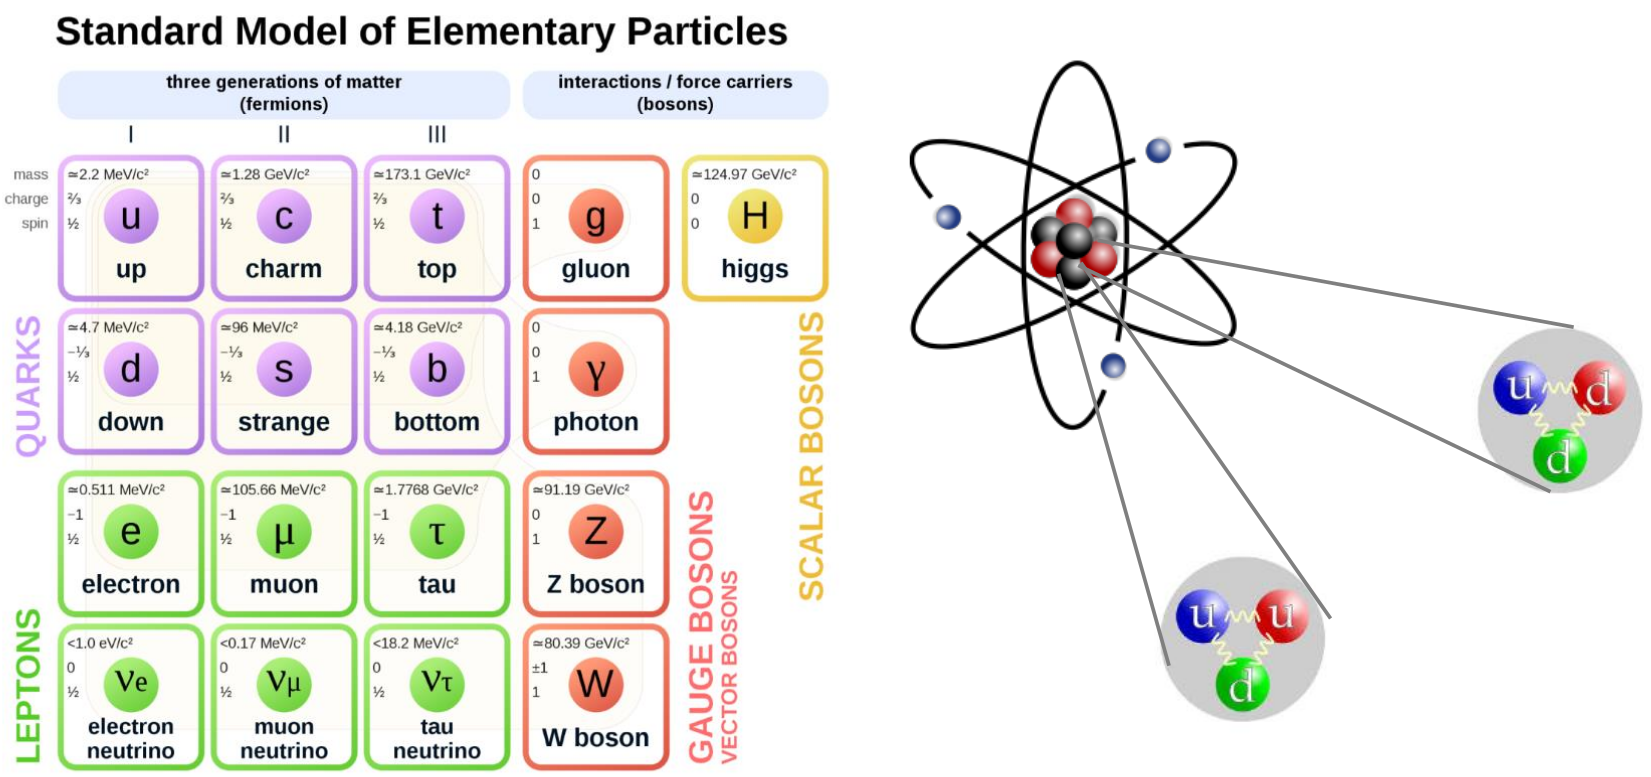 Standard Model of Elementary Particles
three generations of matter
(fermions)
interactions / force carriers
(bosons)
I
II
III
mass
charge
spin
≃2.2 MeV/c²
⅔
½
u
up
≃1.28 GeV/c²
⅔
½
c
charm
≃173.1 GeV/c²
⅔
½
t
top
0
0
1
g
gluon
≃124.97 GeV/c²
0
0
H
higgs
QUARKS
≃4.7 MeV/c²
−⅓
½
d
down
≃96 MeV/c²
−⅓
½
s
strange
≃4.18 GeV/c²
−⅓
½
b
bottom
0
0
1
γ
photon
SCALAR BOSONS
LEPTONS
≃0.511 MeV/c²
−1
½
e
electron
≃105.66 MeV/c²
−1
½
μ
muon
≃1.7768 GeV/c²
−1
½
τ
tau
≃91.19 GeV/c²
0
1
Z
Z boson
GAUGE BOSONS
VECTOR BOSONS
<1.0 eV/c²
0
½
νe
electron
neutrino
<0.17 MeV/c²
0
½
νμ
muon
neutrino
<18.2 MeV/c²
0
½
ντ
tau
neutrino
≃80.39 GeV/c²
±1
1
W
W boson
u d
d
u u
d